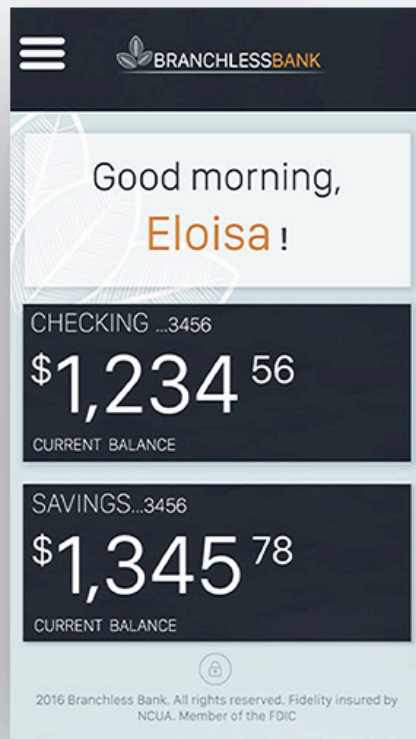 BRANCHLESSBANK
Good morning,
Eloisa !
CHECKING ...3456
$1,234 56
CURRENT BALANCE
SAVINGS...3456
$1,345 78
CURRENT BALANCE
2016 Branchless Bank. All rights reserved. Fidelity insured by
NCUA. Member of the FDIC